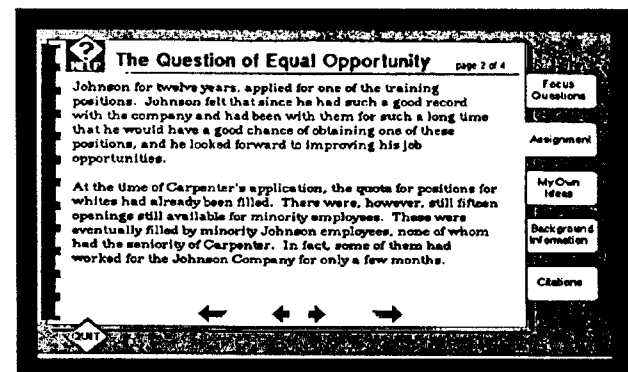 ?
HELP
The Question of Equal Opportunity
page 2 of 4
Johnson for twelve years, applied for one of the training
positions. Johnson felt that since he had such a good record
with the company and had been with them for such a long time
that he would have a good chance of obtaining one of these
positions, and he looked forward to improving his job
opportunities.
At the time of Carpenter's application, the quota for positions for
whites had already been filled. There were, however, still fifteen
openings still available for minority employees. These were
eventually filled by minority Johnson employees, none of whom
had the seniority of Carpenter. In fact, some of them had
worked for the Johnson Company for only a few months.
Focus
Questions
Assignment
My Own
Ideas
Background
Information
Citations
QUIT